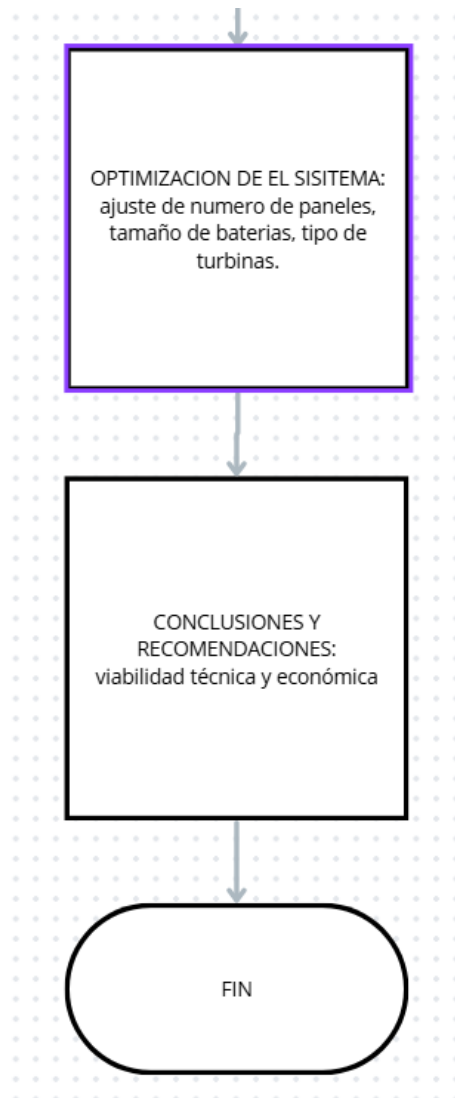 OPTIMIZACION DE EL SISITEMA:
ajuste de numero de paneles,
tamaño de baterias, tipo de
turbinas.
CONCLUSIONES Y
RECOMENDACIONES:
viabilidad técnica y económica
FIN